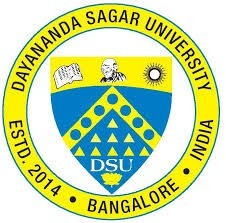 DAYANANDA SAGAR UNIVERSITY
ESTD. 2014 • BANGALORE • INDIA
DSU